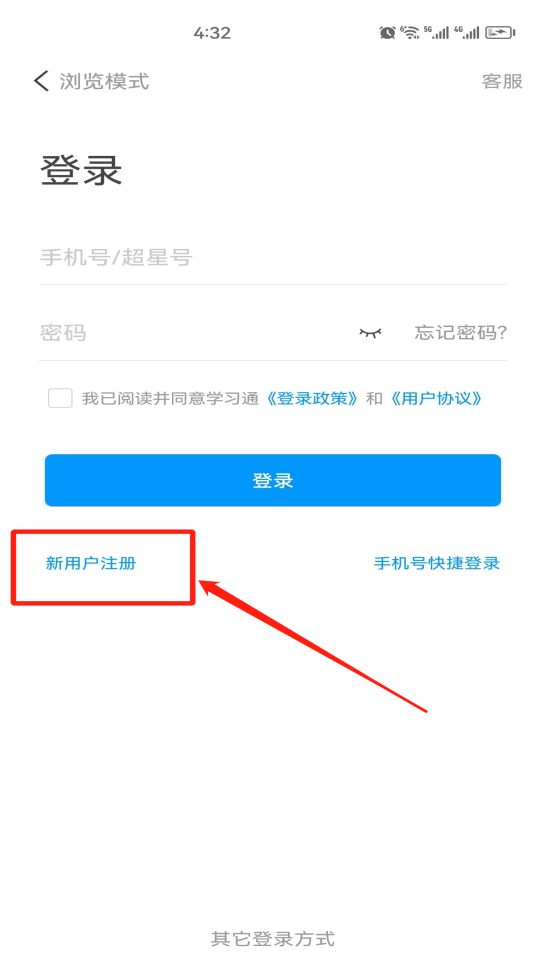 4:32 6 5G 4G
浏览模式 客服
登录
手机号/超星号
密码 忘记密码?
我已阅读并同意学习通《登录政策》和《用户协议》
登录
新用户注册 手机号快捷登录
其它登录方式